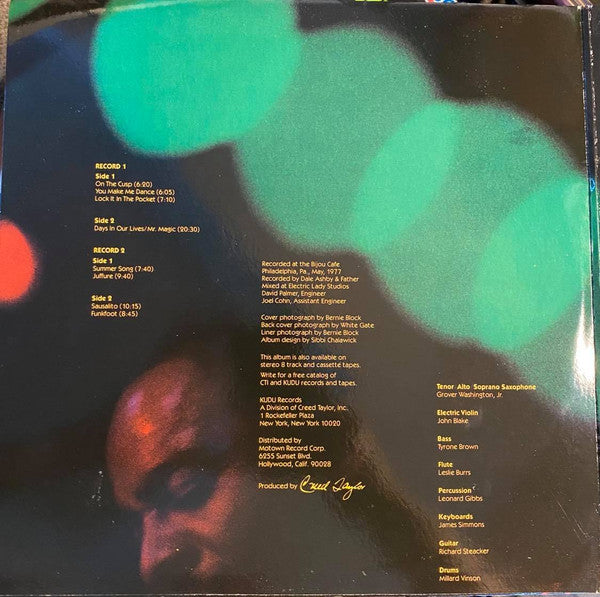 RECORD 1
Side 1
On The Cusp (6:20)
You Make Me Dance (6:05)
Lock It In The Pocket (7:10)
Side 2
Days In Our Lives/Mr. Magic (20:30)
RECORD 2
Side 1
Summer Song (7:40)
Juffure (9:40)
Side 2
Sausalito (10:15)
Funkfoot (8:45)
Recorded at the Bijou Cafe
Philadelphia, Pa., May, 1977
Recorded by Dale Ashby & Father
Mixed at Electric Lady Studios
David Palmer, Engineer
Joel Cohn, Assistant Engineer
Cover photograph by Bernie Block
Back cover photograph by White Gate
Liner photograph by Bernie Block
Album design by Sibbi Chalawick
This album is also available on
stereo 8 track and cassette tapes.
Write for a free catalog of
CTI and KUDU records and tapes.
KUDU Records
A Division of Creed Taylor, Inc.
1 Rockefeller Plaza
New York, New York 10020
Distributed by
Motown Record Corp.
6255 Sunset Blvd.
Hollywood, Calif. 90028
Produced by Creed Taylor
Tenor Alto Soprano Saxophone
Grover Washington, Jr.
Electric Violin
John Blake
Bass
Tyrone Brown
Flute
Leslie Burrs
Percussion
Leonard Gibbs
Keyboards
James Simmons
Guitar
Richard Steacker
Drums
Millard Vinson